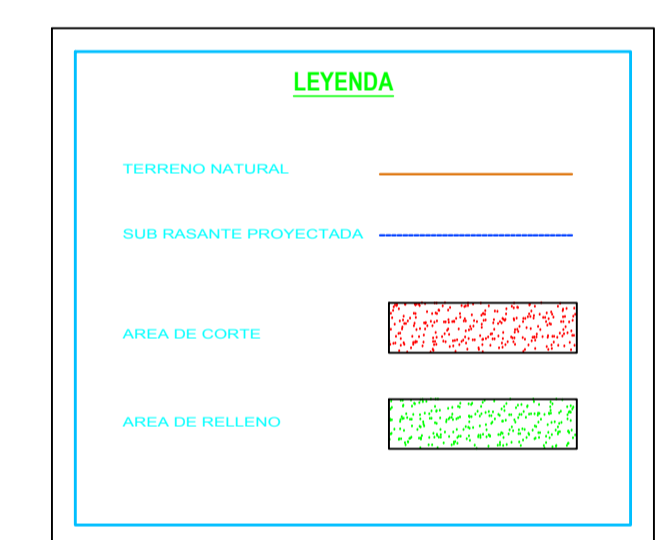 LEYENDA
TERRENO NATURAL
SUB RASANTE PROYECTADA
AREA DE CORTE
AREA DE RELLENO